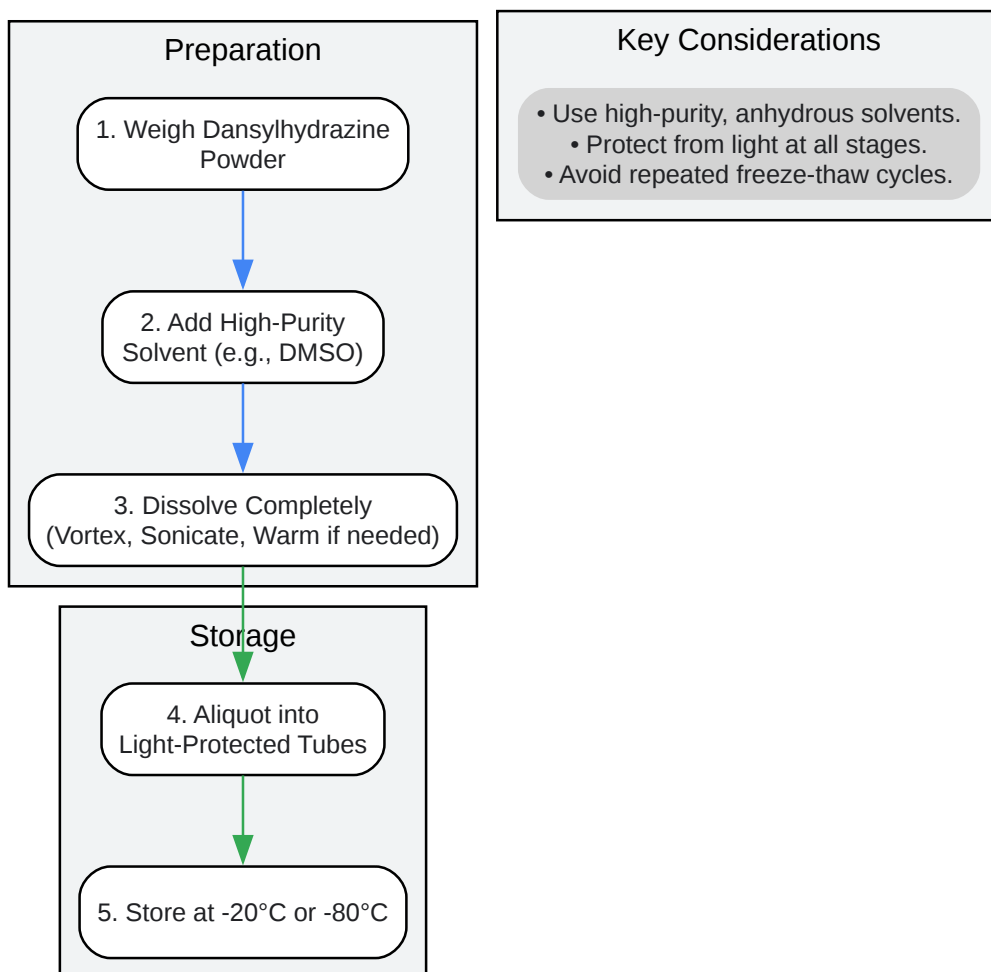 Preparation
1. Weigh Dansylhydrazine
Powder
2. Add High-Purity
Solvent (e.g., DMSO)
3. Dissolve Completely
(Vortex, Sonicate, Warm if needed)
Storage
4. Aliquot into
Light-Protected Tubes
5. Store at -20°C or -80°C
Key Considerations
• Use high-purity, anhydrous solvents.
• Protect from light at all stages.
• Avoid repeated freeze-thaw cycles.